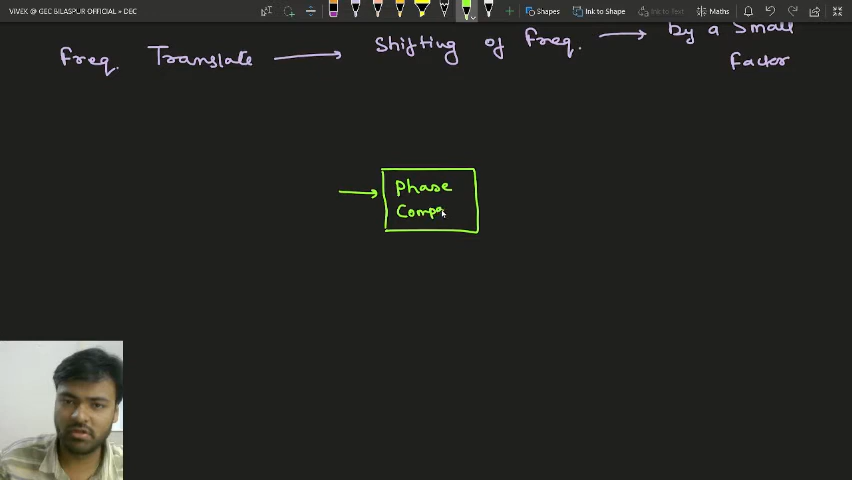 VIVEK @ GEC BILASPUR OFFICIAL + DEC
Shapes
Ink to Shape
Ink to Text
Maths
Freq. Translate → Shifting of Freq. → By a Small
Factor
Phase
Compa